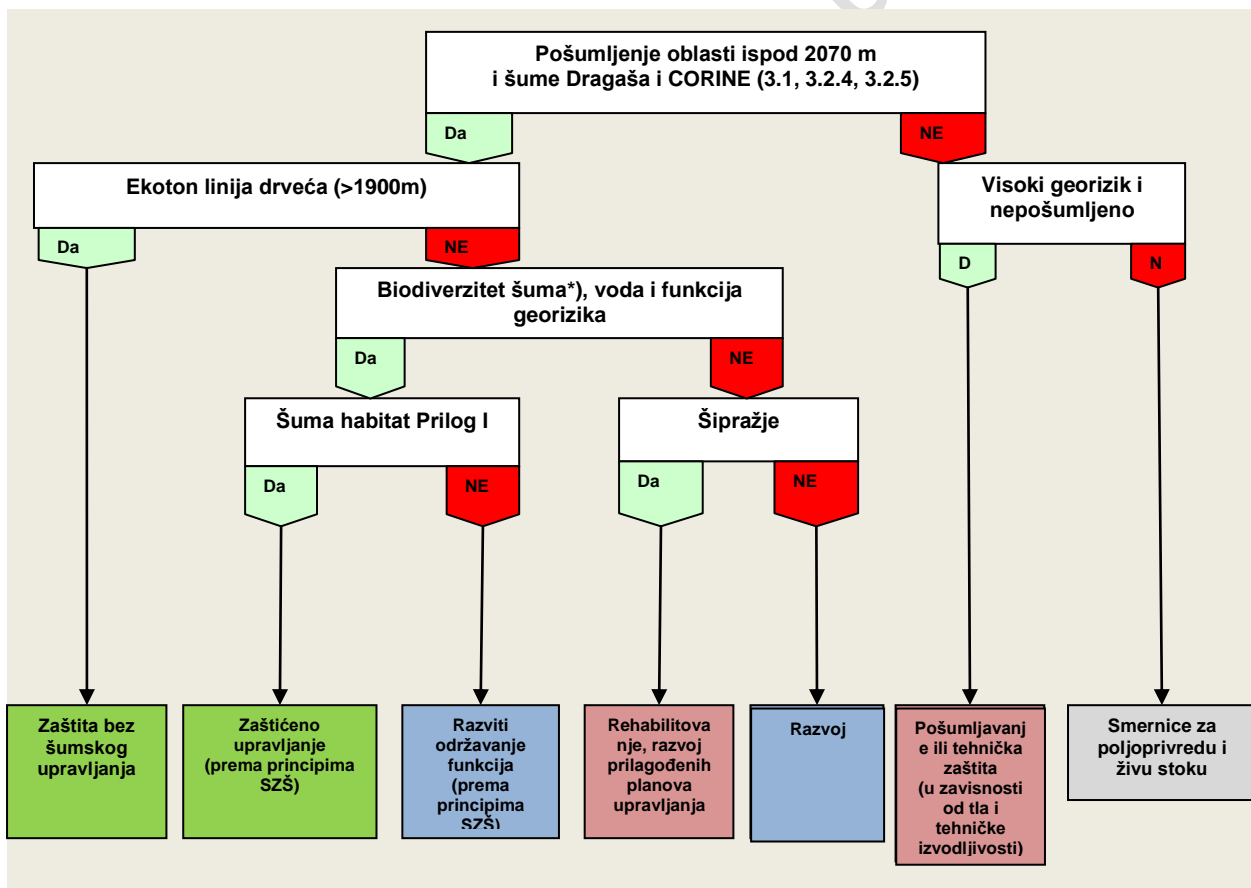 Pošumljenje oblasti ispod 2070 m
i šume Dragaša i CORINE (3.1, 3.2.4, 3.2.5)
Da
NE
Ekoton linija drveća (>1900m)
Visoki georizik i
nepošumljeno
Da
NE
D
N
Biodiverzitet šuma*), voda i funkcija
georizika
Da
NE
Šuma habitat Prilog I
Šipražje
Da
NE
Da
NE
Zaštita bez
šumskog
upravljanja
Zaštićeno
upravljanje
(prema principima
SZŠ)
Razviti
održavanje
funkcija
(prema
principima
SZŠ)
Rehabilitova
nje, razvoj
prilagođenih
planova
upravljanja
Razvoj
Pošumljavanj
e ili tehnička
zaštita
(u zavisnosti
od tla i
tehničke
izvodljivosti)
Smernice za
poljoprivredu i
živu stoku